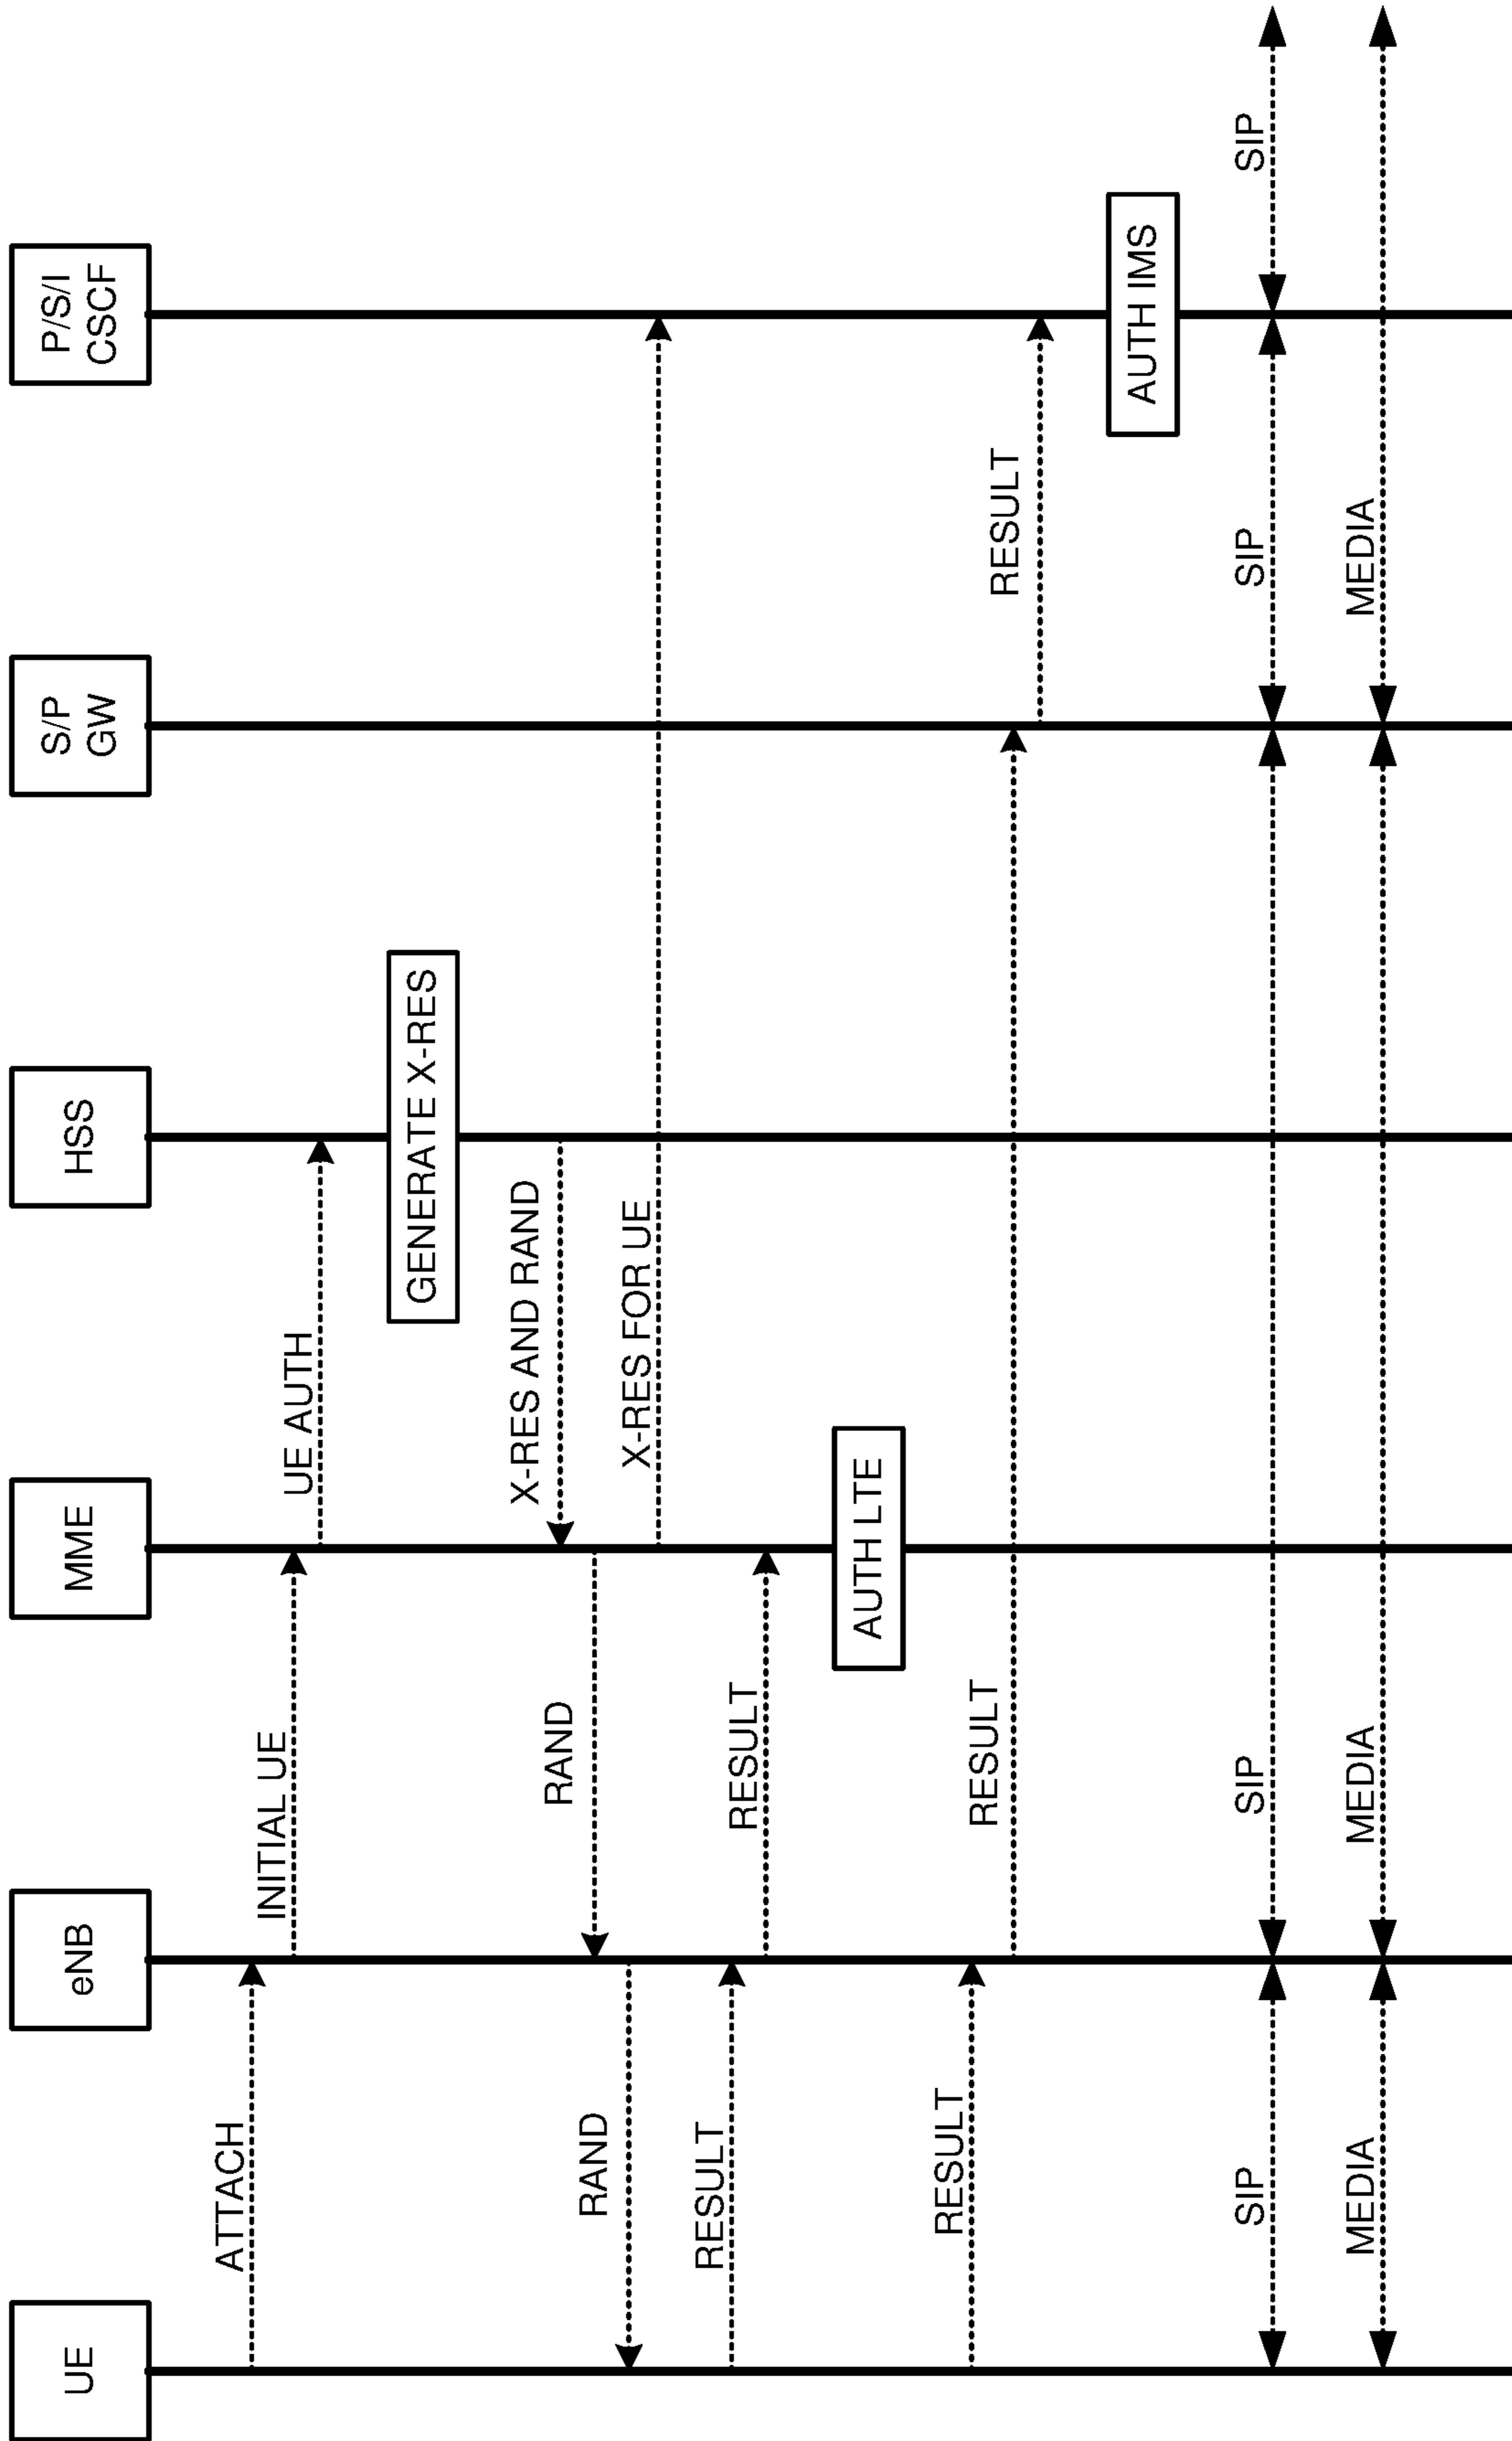 UE
eNB
MME
HSS
S/P
GW
P/S/I
CSCF
ATTACH
INITIAL UE
UE AUTH
GENERATE X-RES
X-RES AND RAND
RAND
RAND
X-RES FOR UE
RESULT
RESULT
AUTH LTE
RESULT
RESULT
RESULT
AUTH IMS
SIP
SIP
SIP
SIP
MEDIA
MEDIA
MEDIA